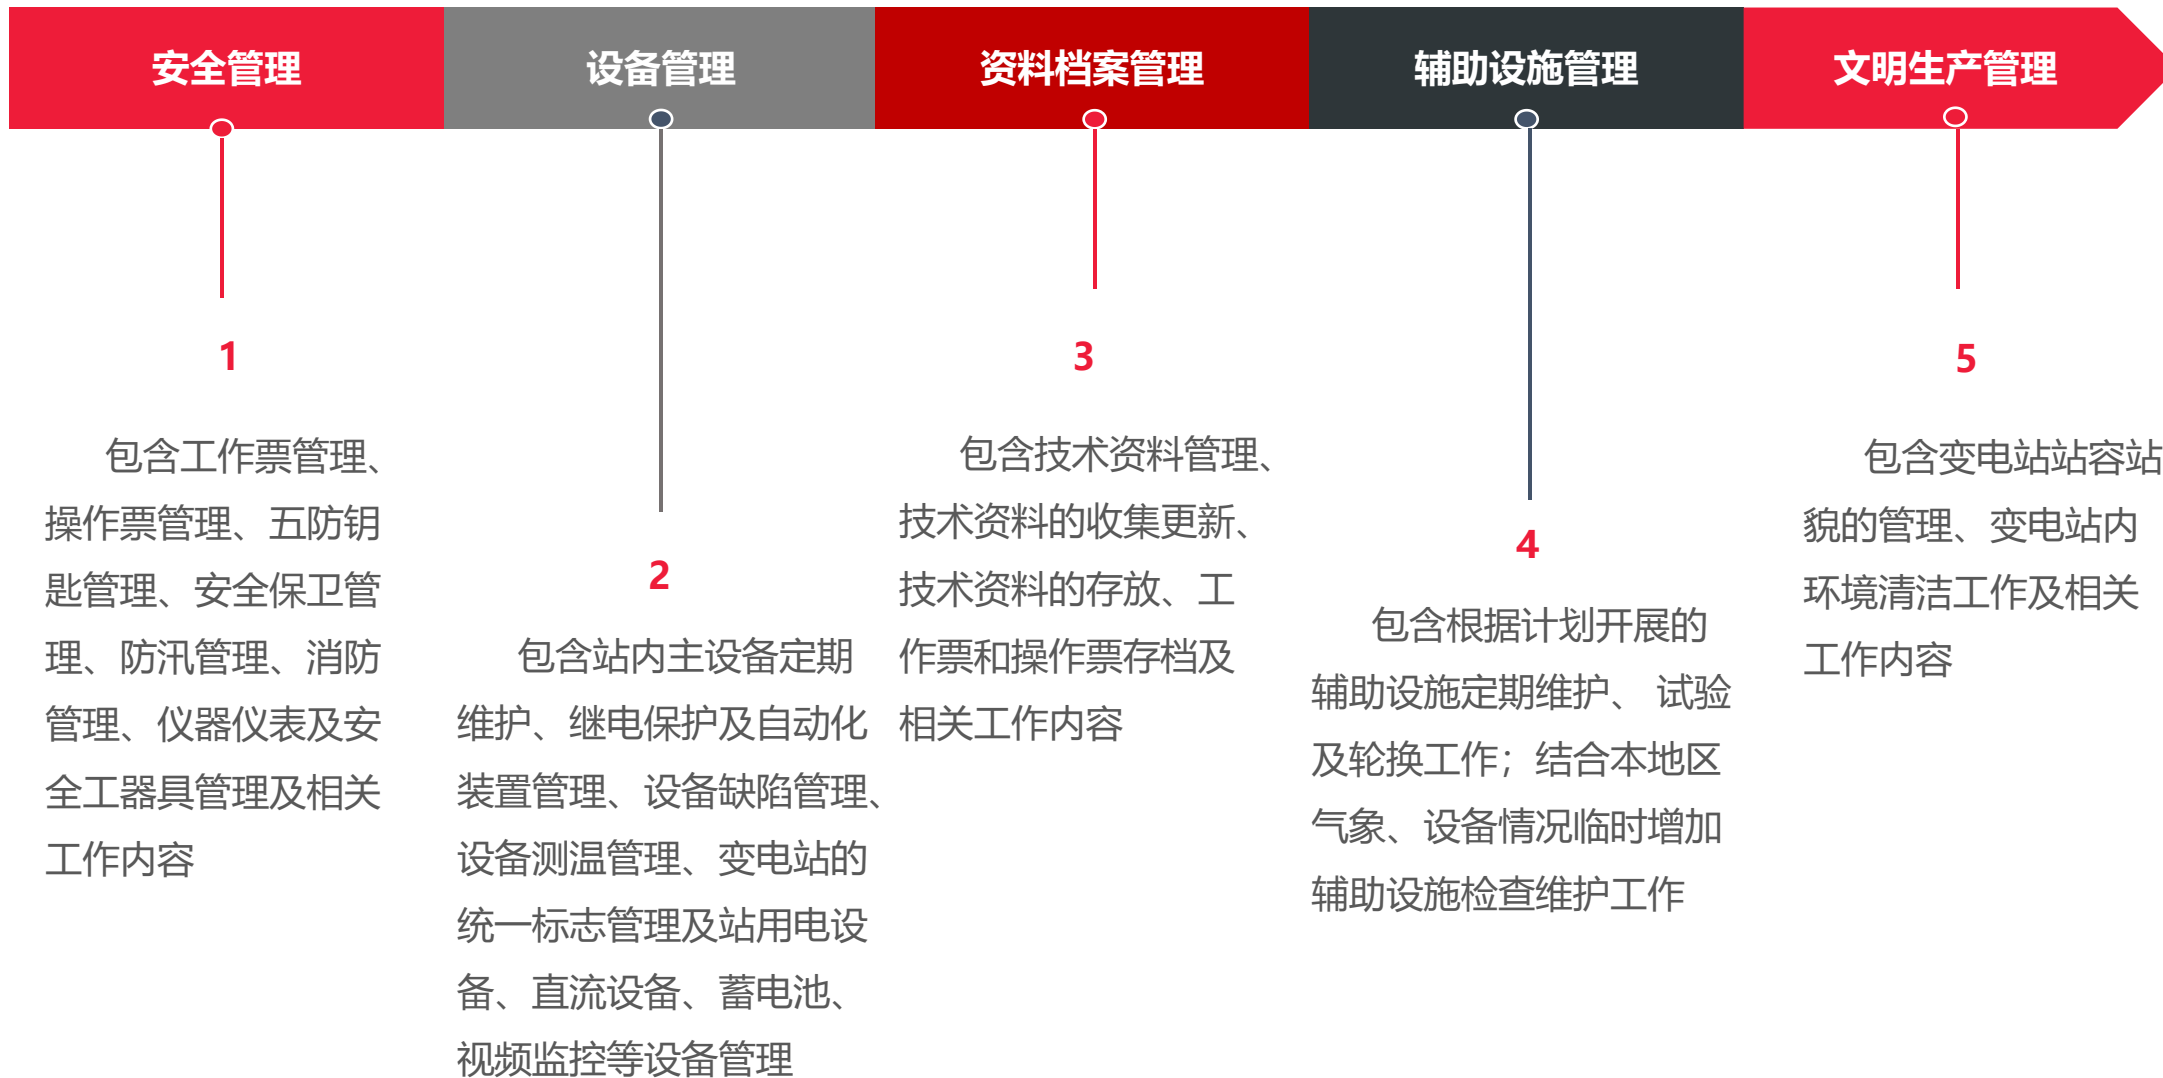 安全管理
设备管理
资料档案管理
辅助设施管理
文明生产管理
1
包含工作票管理、
操作票管理、五防钥
匙管理、安全保卫管
理、防汛管理、消防
管理、仪器仪表及安
全工器具管理及相关
工作内容
2
包含站内主设备定期
维护、继电保护及自动化
装置管理、设备缺陷管理、
设备测温管理、变电站的
统一标志管理及站用电设
备、直流设备、蓄电池、
视频监控等设备管理
3
包含技术资料管理、
技术资料的收集更新、
技术资料的存放、工
作票和操作票存档及
相关工作内容
4
包含根据计划开展的
辅助设施定期维护、 试验
及轮换工作；结合本地区
气象、设备情况临时增加
辅助设施检查维护工作
5
包含变电站站容站
貌的管理、变电站内
环境清洁工作及相关
工作内容